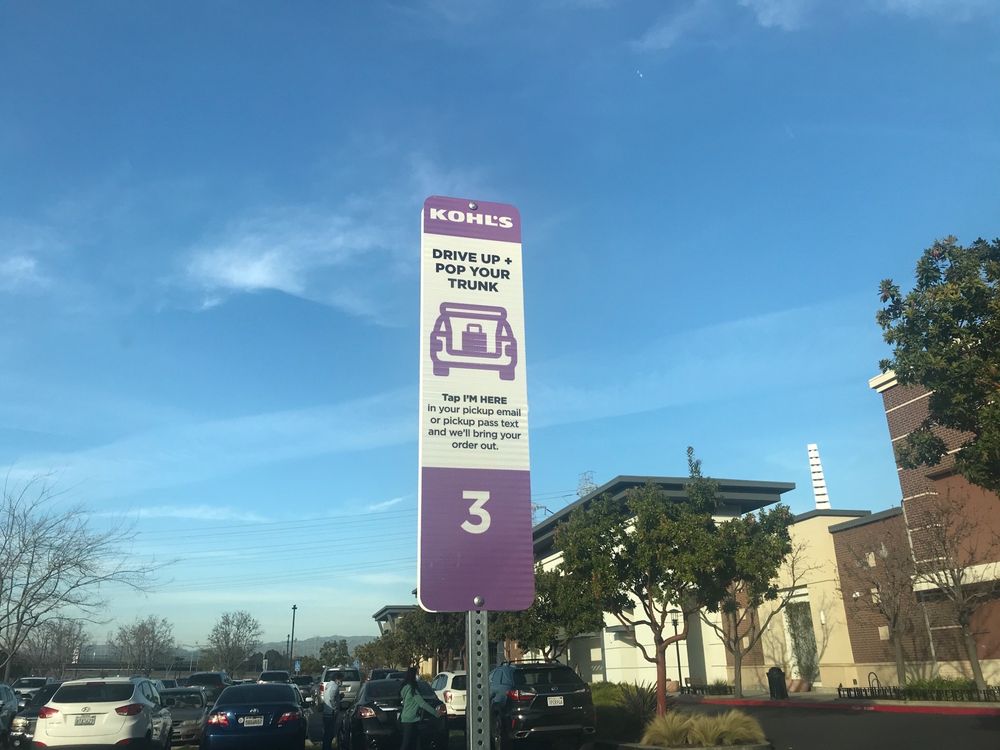 KOHL'S
DRIVE UP +
POP YOUR
TRUNK
Tap I'M HERE
in your pickup email
or pickup pass text
and we'll bring your
order out.
3